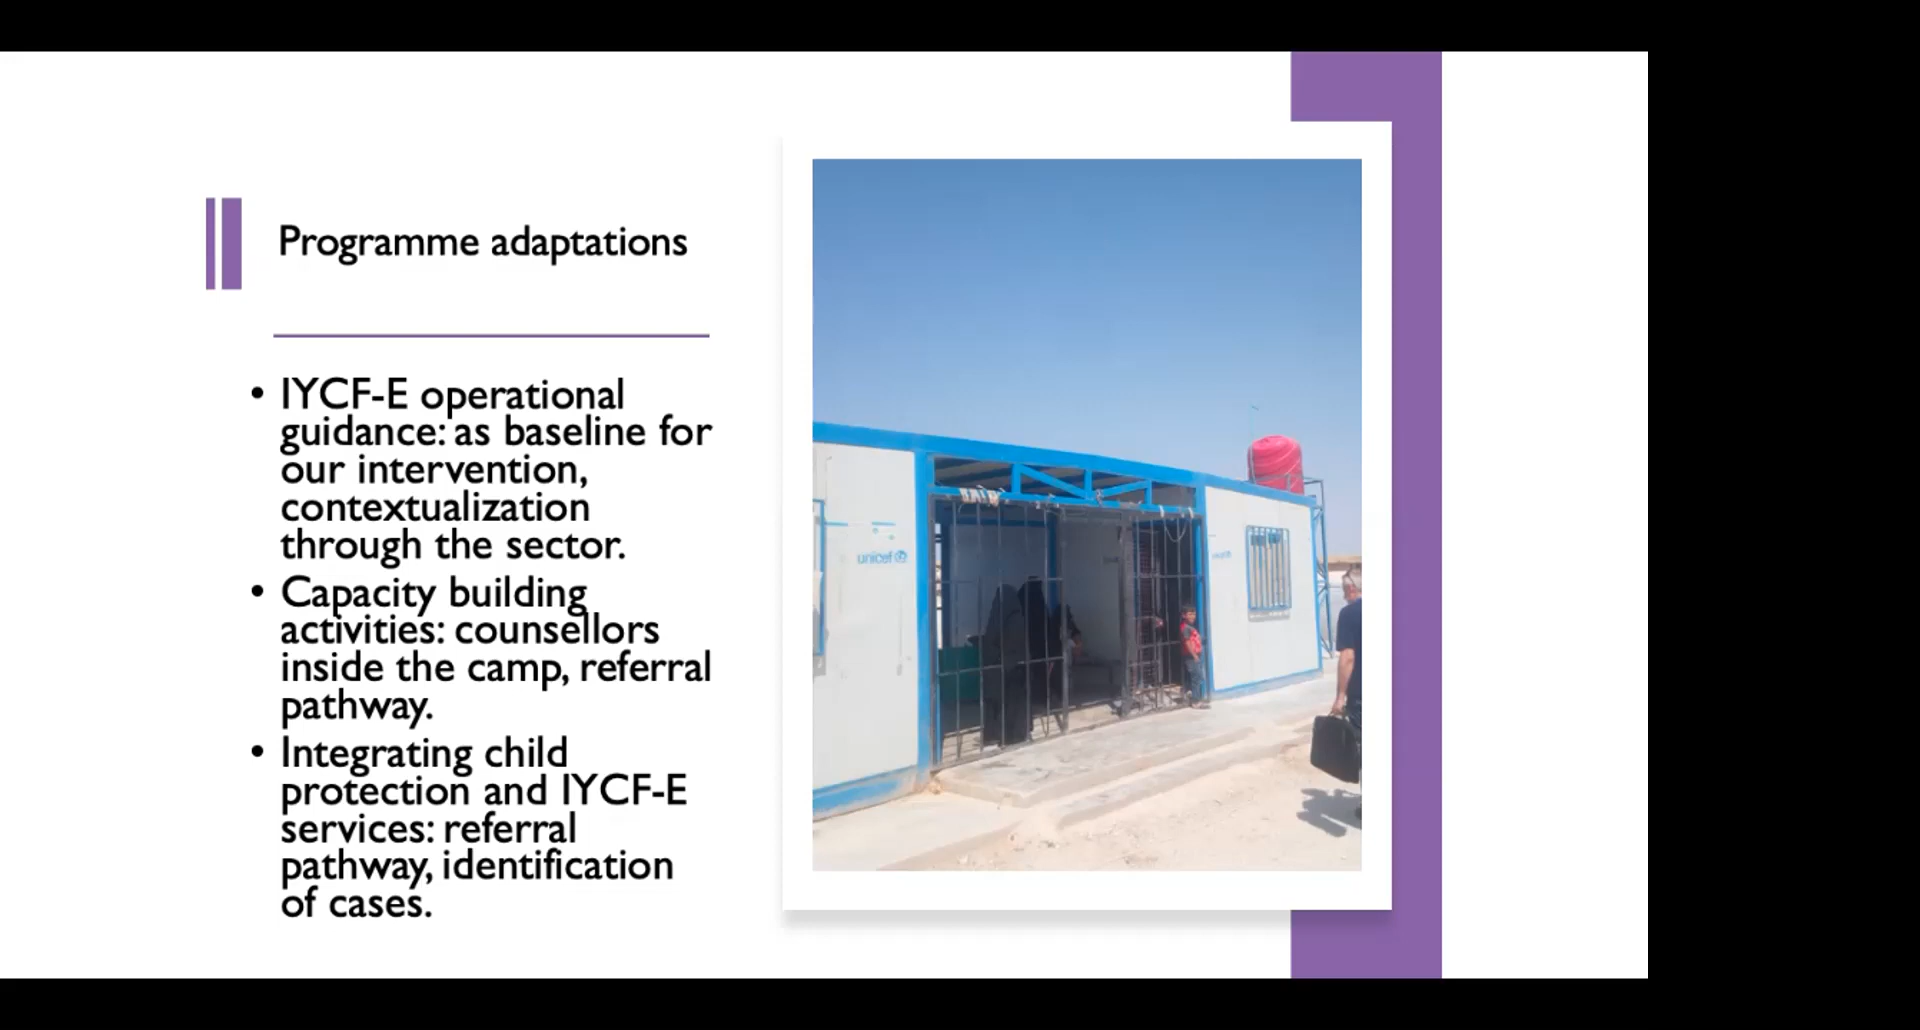 Programme adaptations
• IYCF-E operational
guidance: as baseline for
our intervention,
contextualization
through the sector.
• Capacity building
activities: counsellors
inside the camp, referral
pathway.
• Integrating child
protection and IYCF-E
services: referral
pathway, identification
of cases.
unicef